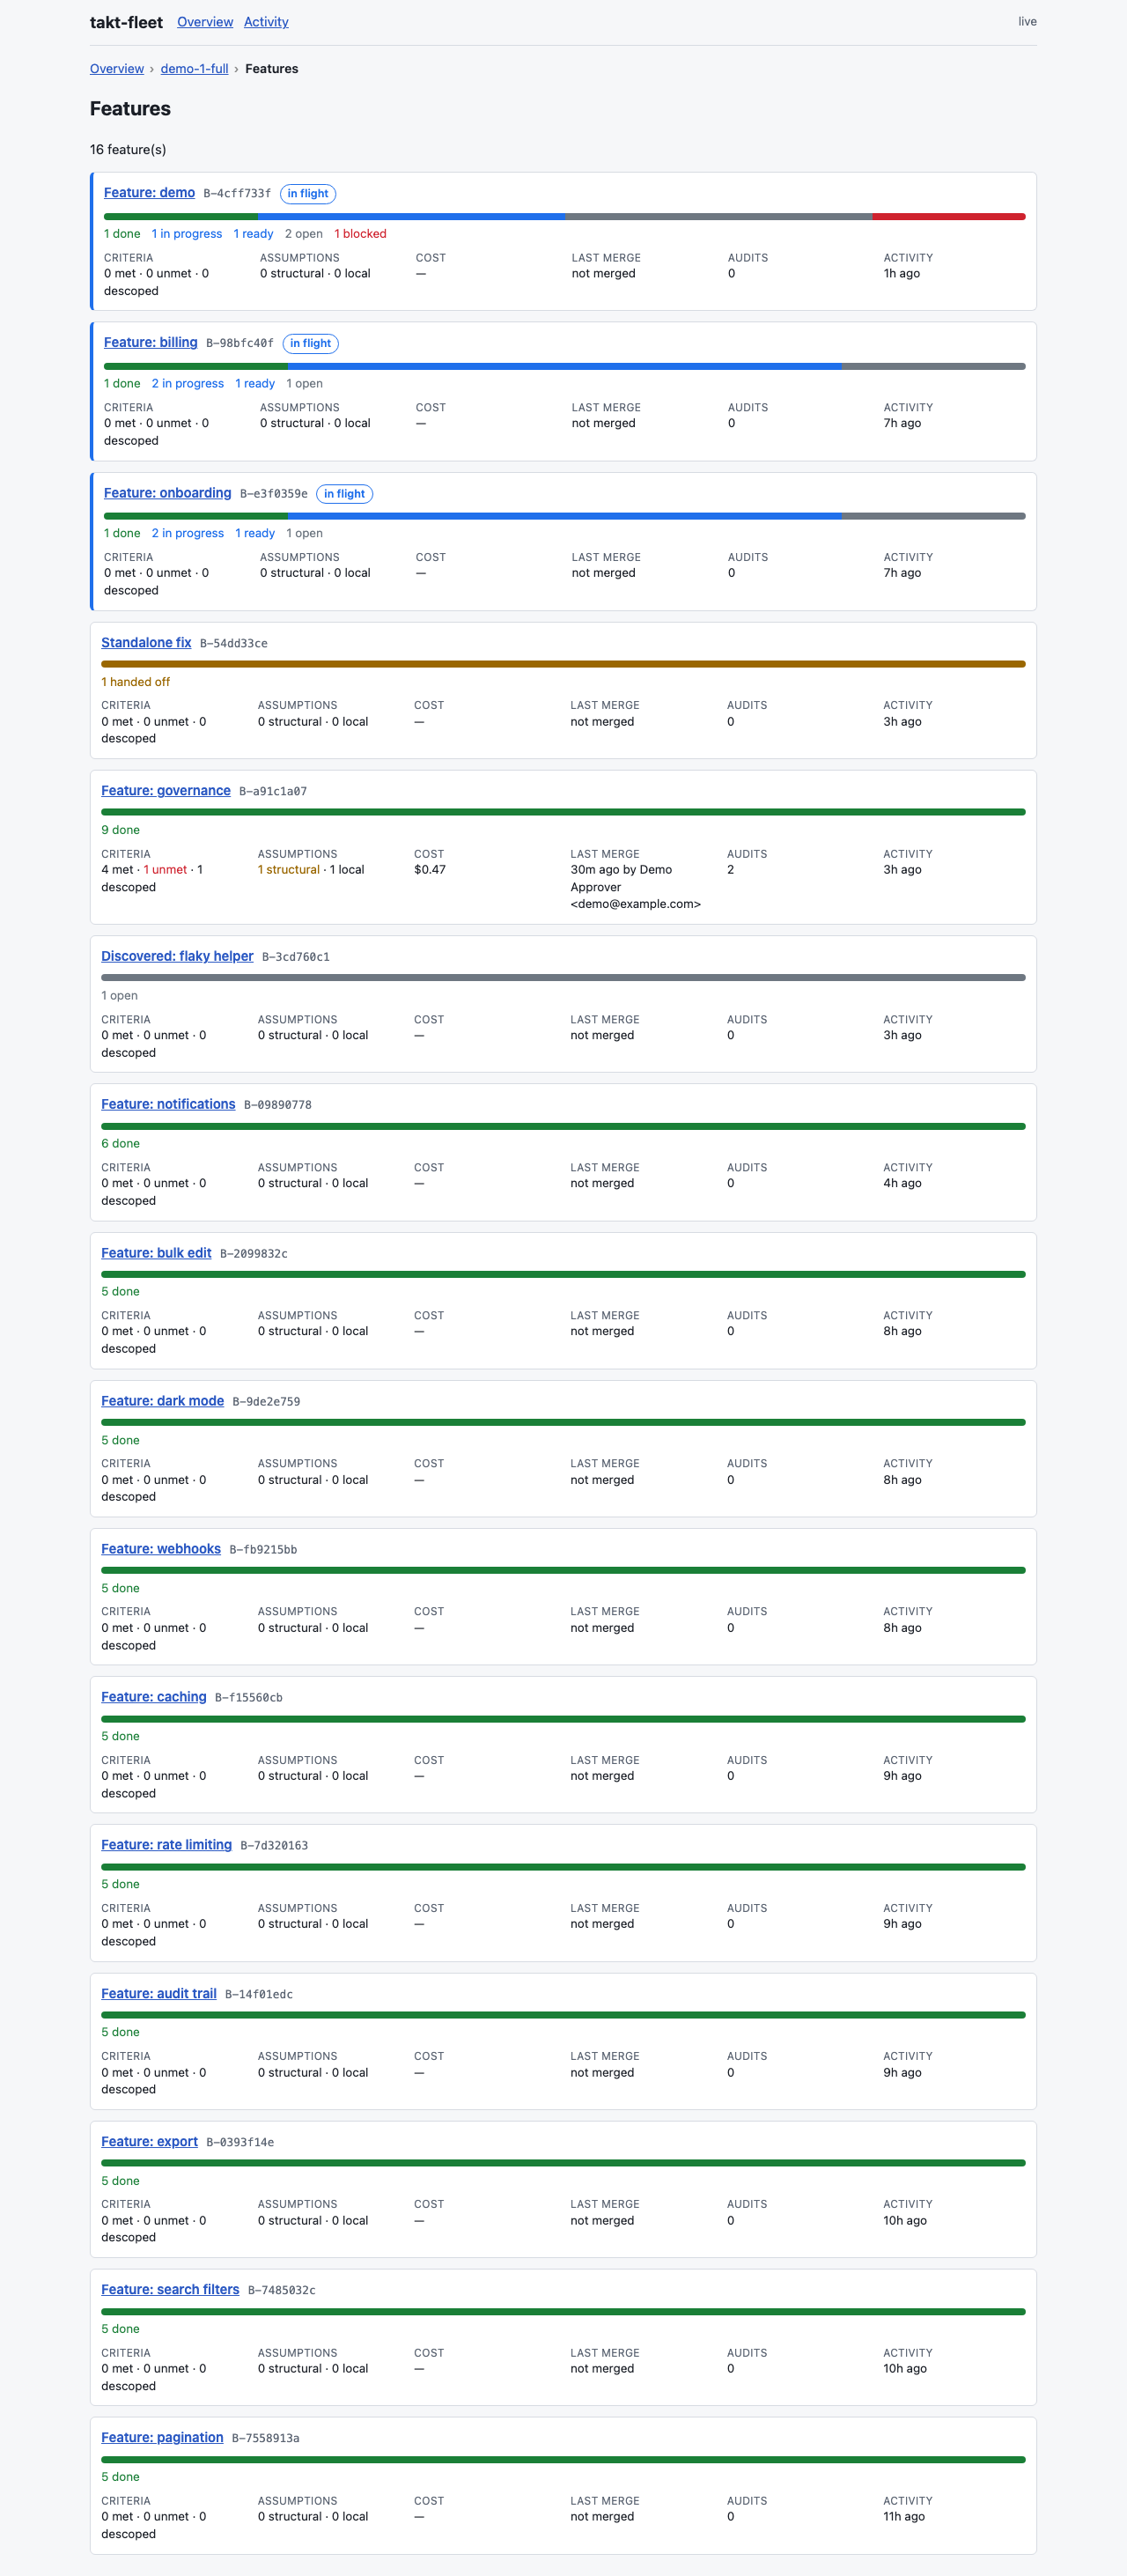 takt-fleet Overview Activity live
Overview › demo-1-full › Features
Features
16 feature(s)
Feature: demo B-4cff733f in flight
1 done 1 in progress 1 ready 2 open 1 blocked
CRITERIA ASSUMPTIONS COST LAST MERGE AUDITS ACTIVITY
0 met · 0 unmet · 0 0 structural · 0 local — not merged 0 1h ago
descoped
Feature: billing B-98bfc40f in flight
1 done 2 in progress 1 ready 1 open
CRITERIA ASSUMPTIONS COST LAST MERGE AUDITS ACTIVITY
0 met · 0 unmet · 0 0 structural · 0 local — not merged 0 7h ago
descoped
Feature: onboarding B-e3f0359e in flight
1 done 2 in progress 1 ready 1 open
CRITERIA ASSUMPTIONS COST LAST MERGE AUDITS ACTIVITY
0 met · 0 unmet · 0 0 structural · 0 local — not merged 0 7h ago
descoped
Standalone fix B-54dd33ce
1 handed off
CRITERIA ASSUMPTIONS COST LAST MERGE AUDITS ACTIVITY
0 met · 0 unmet · 0 0 structural · 0 local — not merged 0 3h ago
descoped
Feature: governance B-a91c1a07
9 done
CRITERIA ASSUMPTIONS COST LAST MERGE AUDITS ACTIVITY
4 met · 1 unmet · 1 1 structural · 1 local $0.47 30m ago by Demo 2 3h ago
descoped Approver
<demo@example.com>
Discovered: flaky helper B-3cd760c1
1 open
CRITERIA ASSUMPTIONS COST LAST MERGE AUDITS ACTIVITY
0 met · 0 unmet · 0 0 structural · 0 local — not merged 0 3h ago
descoped
Feature: notifications B-09890778
6 done
CRITERIA ASSUMPTIONS COST LAST MERGE AUDITS ACTIVITY
0 met · 0 unmet · 0 0 structural · 0 local — not merged 0 4h ago
descoped
Feature: bulk edit B-2099832c
5 done
CRITERIA ASSUMPTIONS COST LAST MERGE AUDITS ACTIVITY
0 met · 0 unmet · 0 0 structural · 0 local — not merged 0 8h ago
descoped
Feature: dark mode B-9de2e759
5 done
CRITERIA ASSUMPTIONS COST LAST MERGE AUDITS ACTIVITY
0 met · 0 unmet · 0 0 structural · 0 local — not merged 0 8h ago
descoped
Feature: webhooks B-fb9215bb
5 done
CRITERIA ASSUMPTIONS COST LAST MERGE AUDITS ACTIVITY
0 met · 0 unmet · 0 0 structural · 0 local — not merged 0 8h ago
descoped
Feature: caching B-f15560cb
5 done
CRITERIA ASSUMPTIONS COST LAST MERGE AUDITS ACTIVITY
0 met · 0 unmet · 0 0 structural · 0 local — not merged 0 9h ago
descoped
Feature: rate limiting B-7d320163
5 done
CRITERIA ASSUMPTIONS COST LAST MERGE AUDITS ACTIVITY
0 met · 0 unmet · 0 0 structural · 0 local — not merged 0 9h ago
descoped
Feature: audit trail B-14f01edc
5 done
CRITERIA ASSUMPTIONS COST LAST MERGE AUDITS ACTIVITY
0 met · 0 unmet · 0 0 structural · 0 local — not merged 0 9h ago
descoped
Feature: export B-0393f14e
5 done
CRITERIA ASSUMPTIONS COST LAST MERGE AUDITS ACTIVITY
0 met · 0 unmet · 0 0 structural · 0 local — not merged 0 10h ago
descoped
Feature: search filters B-7485032c
5 done
CRITERIA ASSUMPTIONS COST LAST MERGE AUDITS ACTIVITY
0 met · 0 unmet · 0 0 structural · 0 local — not merged 0 10h ago
descoped
Feature: pagination B-7558913a
5 done
CRITERIA ASSUMPTIONS COST LAST MERGE AUDITS ACTIVITY
0 met · 0 unmet · 0 0 structural · 0 local — not merged 0 11h ago
descoped